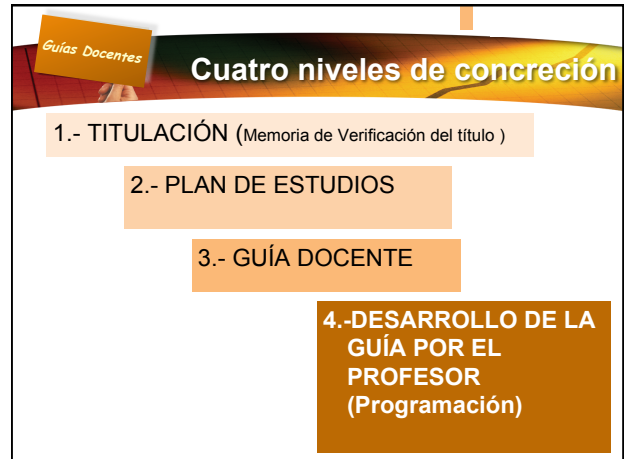 Guías Docentes
Cuatro niveles de concreción
1.- TITULACIÓN (Memoria de Verificación del título )
2.- PLAN DE ESTUDIOS
3.- GUÍA DOCENTE
4.-DESARROLLO DE LA
GUÍA POR EL
PROFESOR
(Programación)